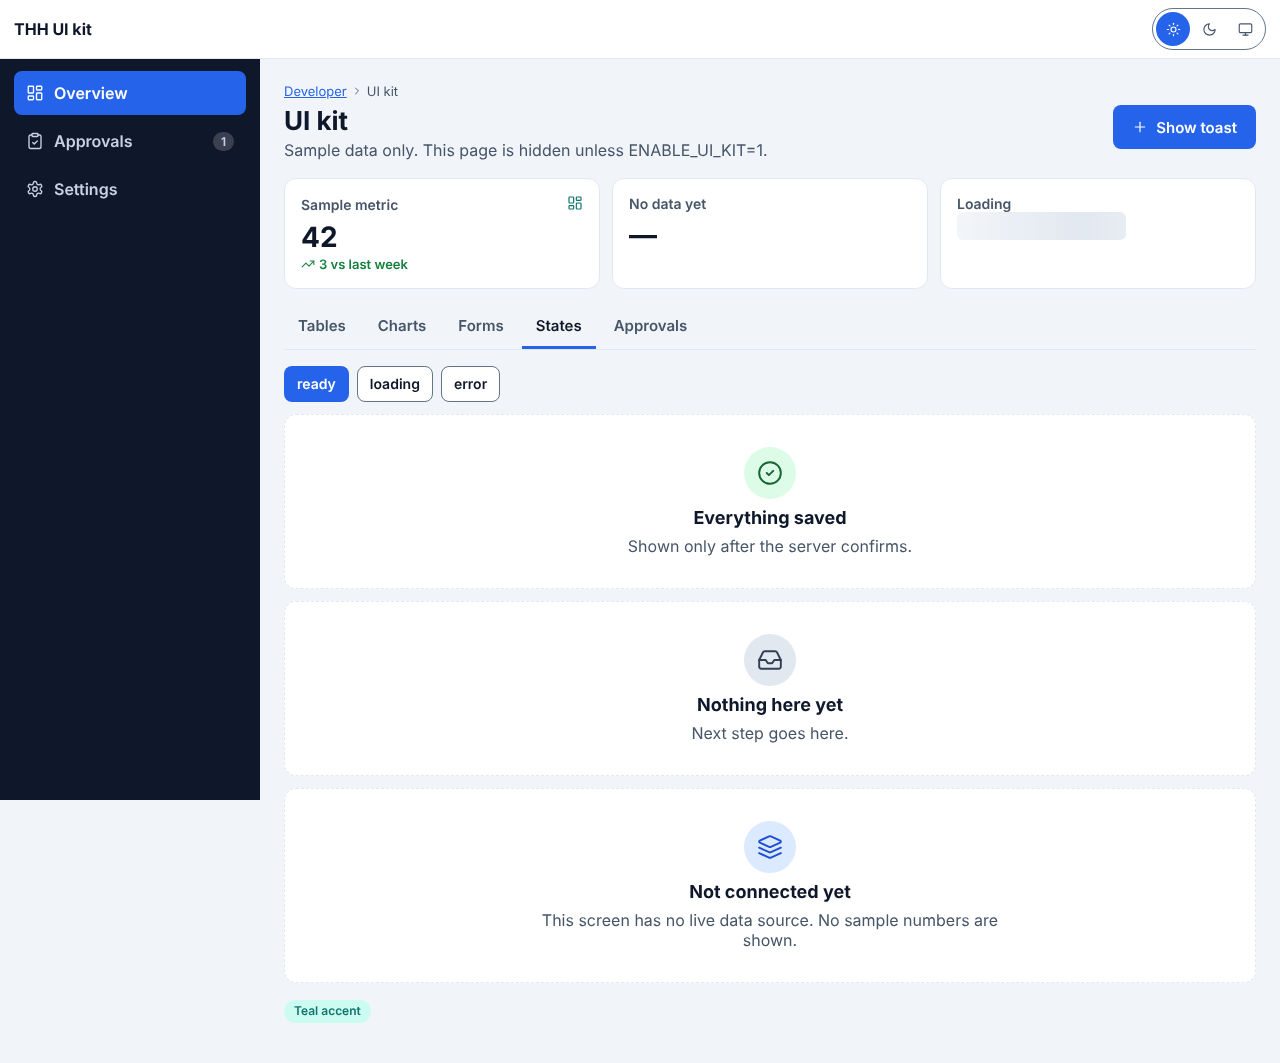 THH UI kit
Overview
Approvals
1
Settings
Developer
UI kit
UI kit
Sample data only. This page is hidden unless ENABLE_UI_KIT=1.
Show toast
Sample metric
42
3 vs last week
No data yet
—
Loading
Tables
Charts
Forms
States
Approvals
ready
loading
error
Everything saved
Shown only after the server confirms.
Nothing here yet
Next step goes here.
Not connected yet
This screen has no live data source. No sample numbers are
shown.
Teal accent